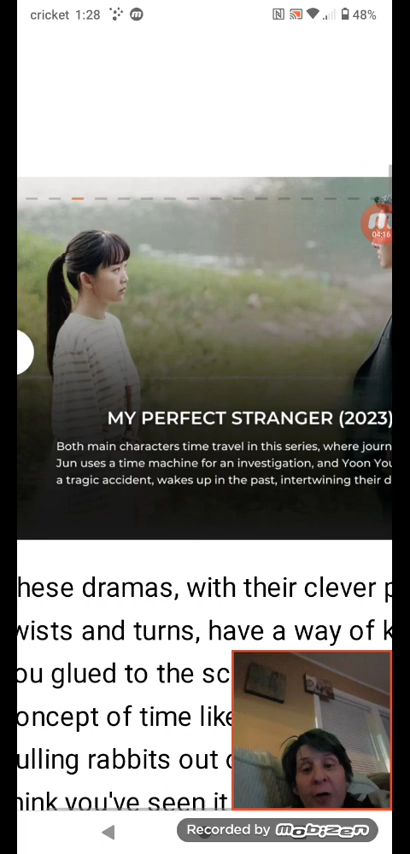 cricket 1:28 48%
04:16
MY PERFECT STRANGER (2023)
Both main characters time travel in this series, where journ
Jun uses a time machine for an investigation, and Yoon You
a tragic accident, wakes up in the past, intertwining their d
hese dramas, with their clever p
wists and turns, have a way of k
ou glued to the sc
oncept of time like
ulling rabbits out
hink you've seen it
Recorded by mobizen